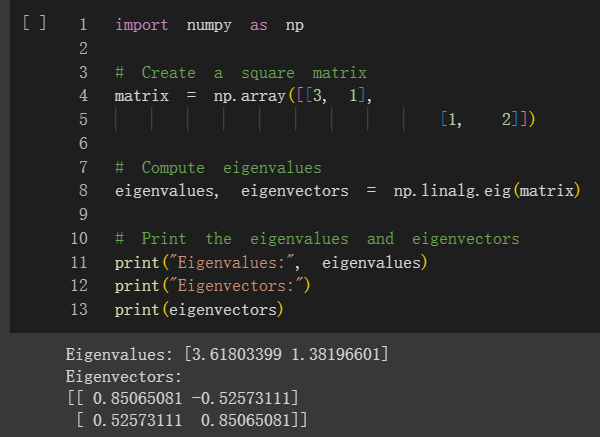 [ ] 1 import numpy as np
2
3 # Create a square matrix
4 matrix = np.array([[3, 1],
5 [1, 2]])
6
7 # Compute eigenvalues
8 eigenvalues, eigenvectors = np.linalg.eig(matrix)
9
10 # Print the eigenvalues and eigenvectors
11 print("Eigenvalues:", eigenvalues)
12 print("Eigenvectors:")
13 print(eigenvectors)
Eigenvalues: [3.61803399 1.38196601]
Eigenvectors:
[[ 0.85065081 -0.52573111]
 [ 0.52573111  0.85065081]]